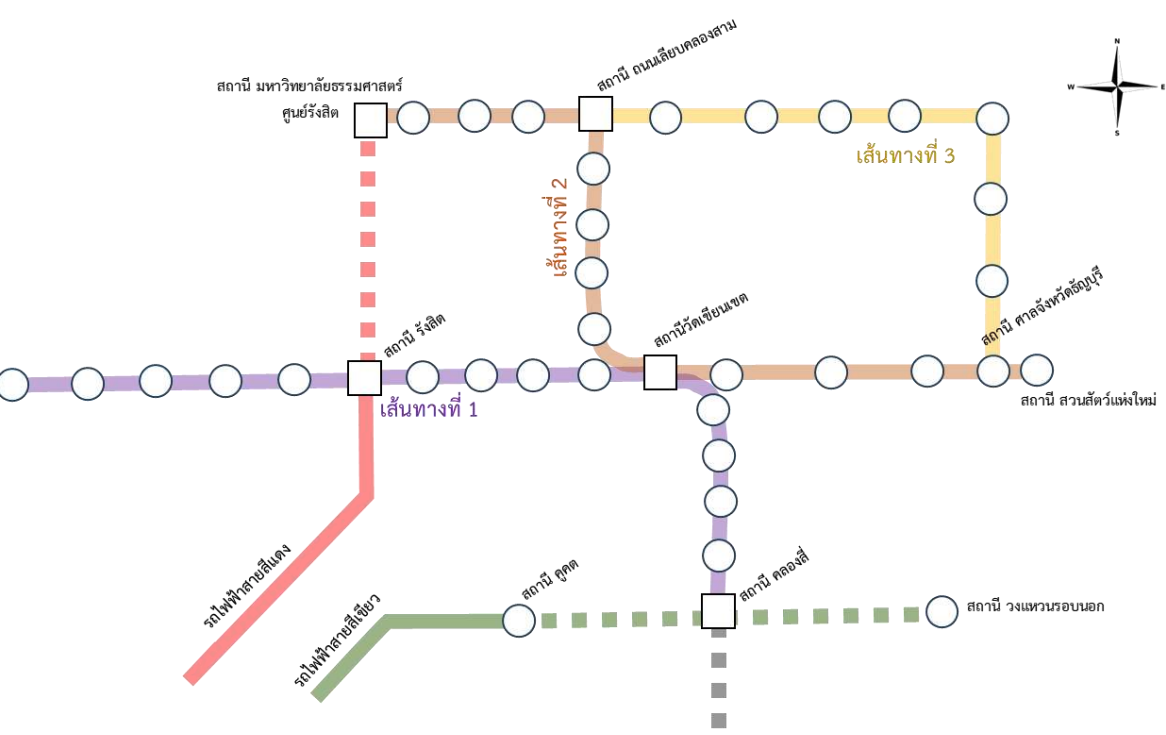 สถานี ถนนเลียบคลองสาม
N
W
E
S
สถานี มหาวิทยาลัยธรรมศาสตร์
ศูนย์รังสิต
เส้นทางที่ 3
เส้นทางที่ 2
สถานี ศาลจังหวัดธัญบุรี
สถานีวัดเขียนเขต
สถานี รังสิต
เส้นทางที่ 1
สถานี สวนสัตว์แห่งใหม่
รถไฟฟ้าสายสีแดง
รถไฟฟ้าสายสีเขียว
สถานี คูคต
สถานี คลองสี่
สถานี วงแหวนรอบนอก